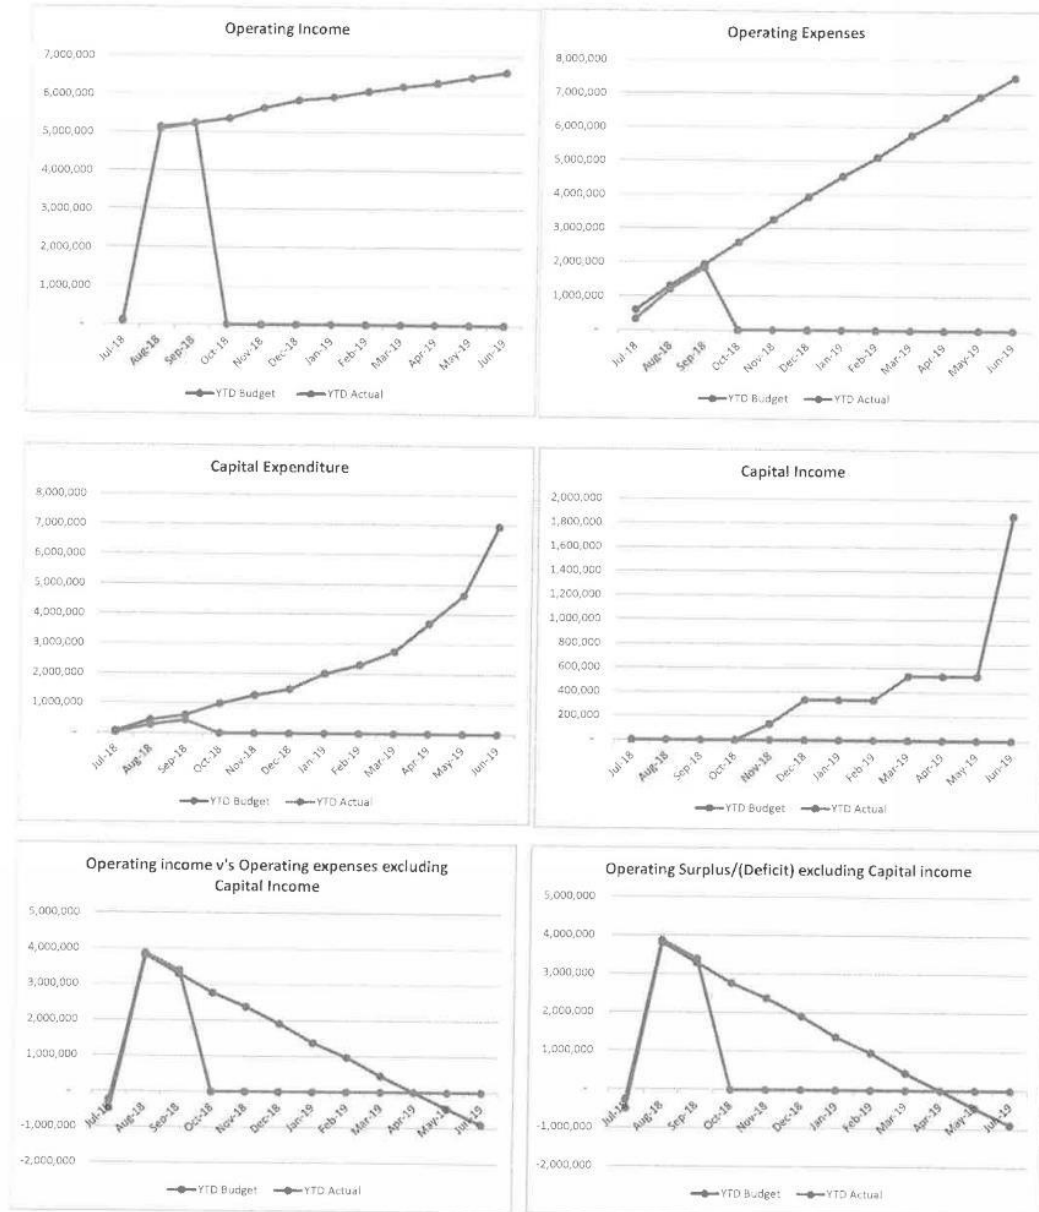 Operating Income
7,000,000
6,000,000
5,000,000
4,000,000
3,000,000
2,000,000
1,000,000
-
Jul-18 Aug-18 Sep-18 Oct-18 Nov-18 Dec-18 Jan-19 Feb-19 Mar-19 Apr-19 May-19 Jun-19
YTD Budget YTD Actual
Operating Expenses
8,000,000
7,000,000
6,000,000
5,000,000
4,000,000
3,000,000
2,000,000
1,000,000
-
Jul-18 Aug-18 Sep-18 Oct-18 Nov-18 Dec-18 Jan-19 Feb-19 Mar-19 Apr-19 May-19 Jun-19
YTD Budget YTD Actual
Capital Expenditure
8,000,000
7,000,000
6,000,000
5,000,000
4,000,000
3,000,000
2,000,000
1,000,000
-
Jul-18 Aug-18 Sep-18 Oct-18 Nov-18 Dec-18 Jan-19 Feb-19 Mar-19 Apr-19 May-19 Jun-19
YTD Budget YTD Actual
Capital Income
2,000,000
1,800,000
1,600,000
1,400,000
1,200,000
1,000,000
800,000
600,000
400,000
200,000
-
Jul-18 Aug-18 Sep-18 Oct-18 Nov-18 Dec-18 Jan-19 Feb-19 Mar-19 Apr-19 May-19 Jun-19
YTD Budget YTD Actual
Operating income v's Operating expenses excluding
Capital Income
5,000,000
4,000,000
3,000,000
2,000,000
1,000,000
-
Jul-18 Aug-18 Sep-18 Oct-18 Nov-18 Dec-18 Jan-19 Feb-19 Mar-19 Apr-19 May-19 Jun-19
-1,000,000
-2,000,000
YTD Budget YTD Actual
Operating Surplus/(Deficit) excluding Capital income
5,000,000
4,000,000
3,000,000
2,000,000
1,000,000
-
Jul-18 Aug-18 Sep-18 Oct-18 Nov-18 Dec-18 Jan-19 Feb-19 Mar-19 Apr-19 May-19 Jun-19
-1,000,000
-2,000,000
YTD Budget YTD Actual